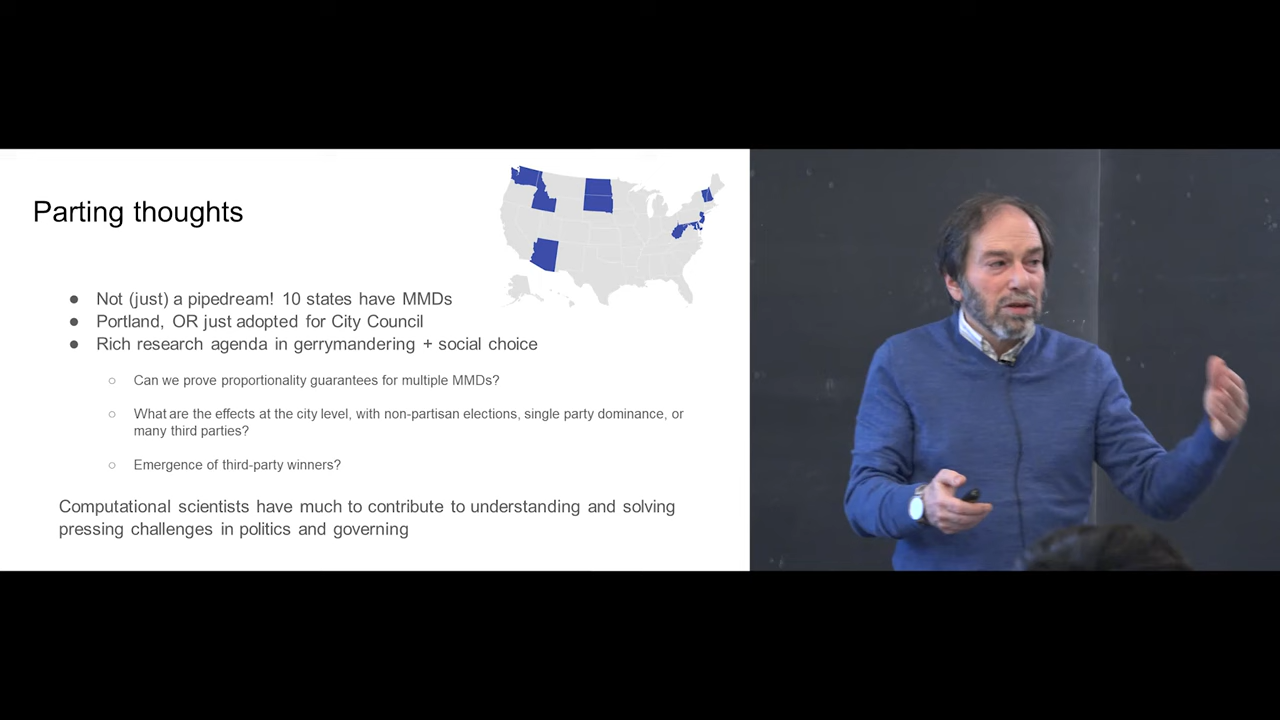 Parting thoughts
● Not (just) a pipedream! 10 states have MMDs
● Portland, OR just adopted for City Council
● Rich research agenda in gerrymandering + social choice
○ Can we prove proportionality guarantees for multiple MMDs?
○ What are the effects at the city level, with non-partisan elections, single party dominance, or
many third parties?
○ Emergence of third-party winners?
Computational scientists have much to contribute to understanding and solving
pressing challenges in politics and governing